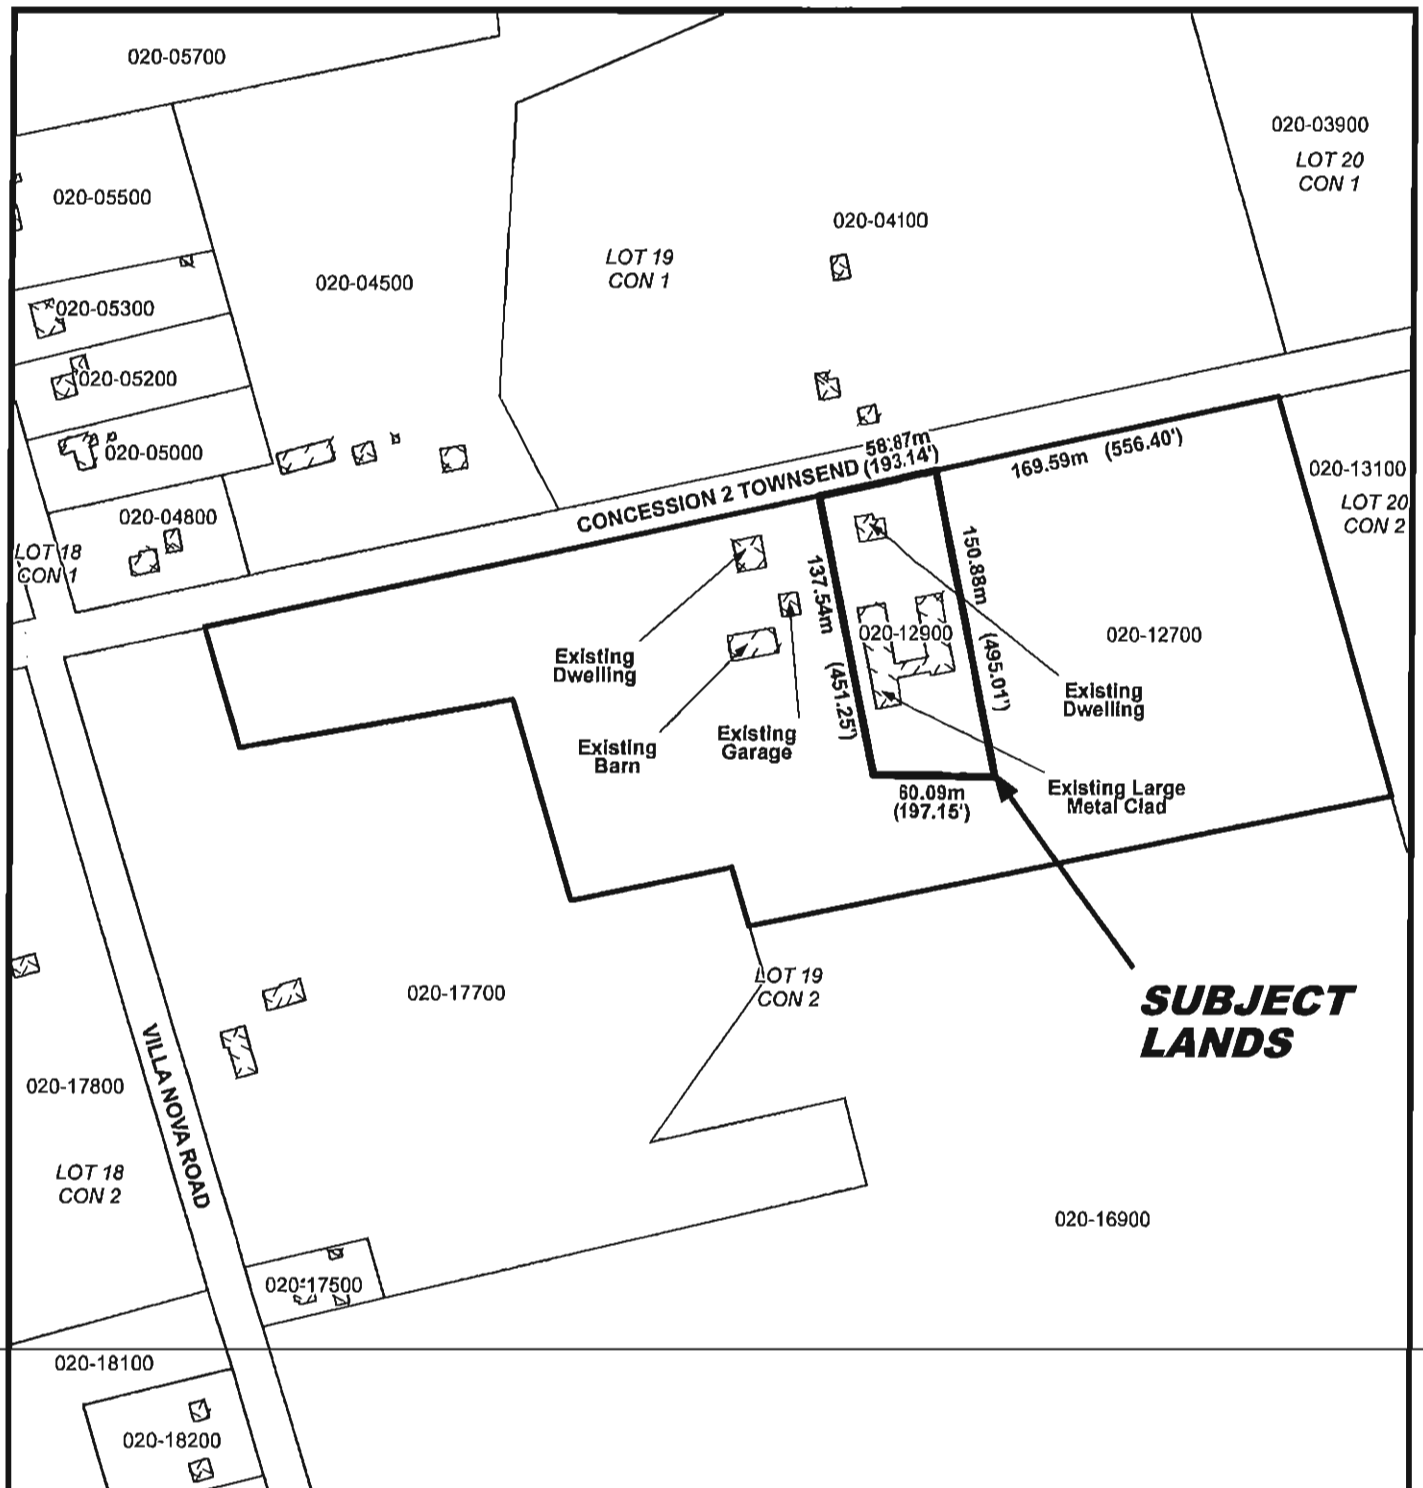 020-05700
020-03900
LOT 20
CON 1
020-05500
020-04100
LOT 19
CON 1
020-04500
020-05300
020-05200
020-05000
58.87m
(193.14')
169.59m (556.40')
020-13100
LOT 20
CON 2
CONCESSION 2 TOWNSEND
020-04800
LOT 18
CON 1
137.54m (451.25')
150.88m (495.01')
020-12900
020-12700
Existing
Dwelling
Existing
Dwelling
Existing
Garage
Existing
Barn
Existing Large
Metal Clad
60.09m
(197.15')
LOT 19
CON 2
020-17700
SUBJECT
LANDS
VILLA NOVA ROAD
020-17800
LOT 18
CON 2
020-16900
020-17500
020-18100
020-18200